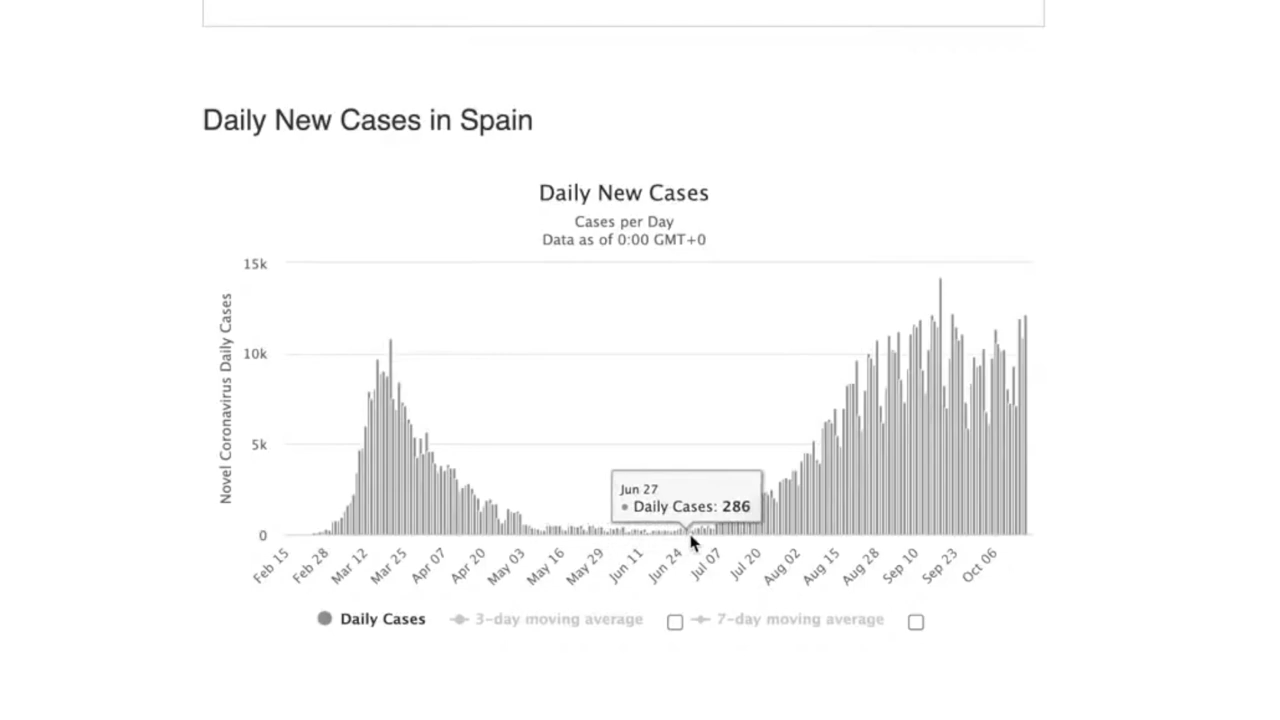 Daily New Cases in Spain
Daily New Cases
Cases per Day
Data as of 0:00 GMT+0
Novel Coronavirus Daily Cases
15k
10k
5k
0
Jun 27
Daily Cases: 286
Feb 15
Feb 28
Mar 12
Mar 25
Apr 07
Apr 20
May 03
May 16
May 29
Jun 11
Jun 24
Jul 07
Jul 20
Aug 02
Aug 15
Aug 28
Sep 10
Sep 23
Oct 06
Daily Cases 3-day moving average 7-day moving average